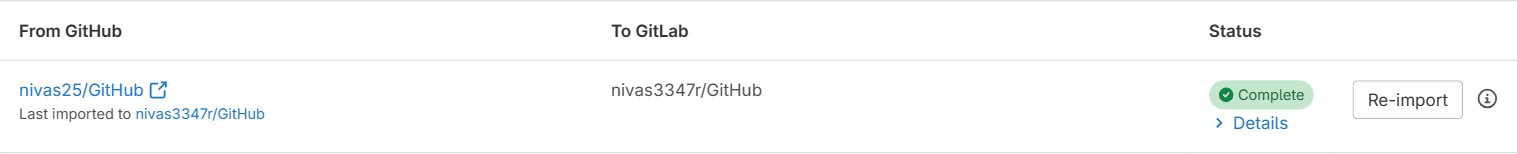 From GitHub To GitLab Status
nivas25/GitHub nivas3347r/GitHub Complete Re-import
Last imported to nivas3347r/GitHub
Details